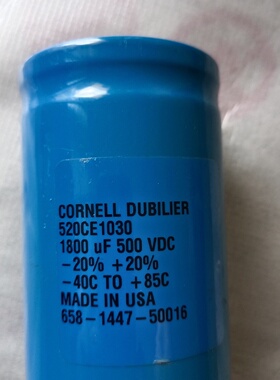 CORNELL DUBILIER
520CE1030
1800 uF 500 VDC
-20% +20%
-40C TO +85C
MADE IN USA
658-1447-50016